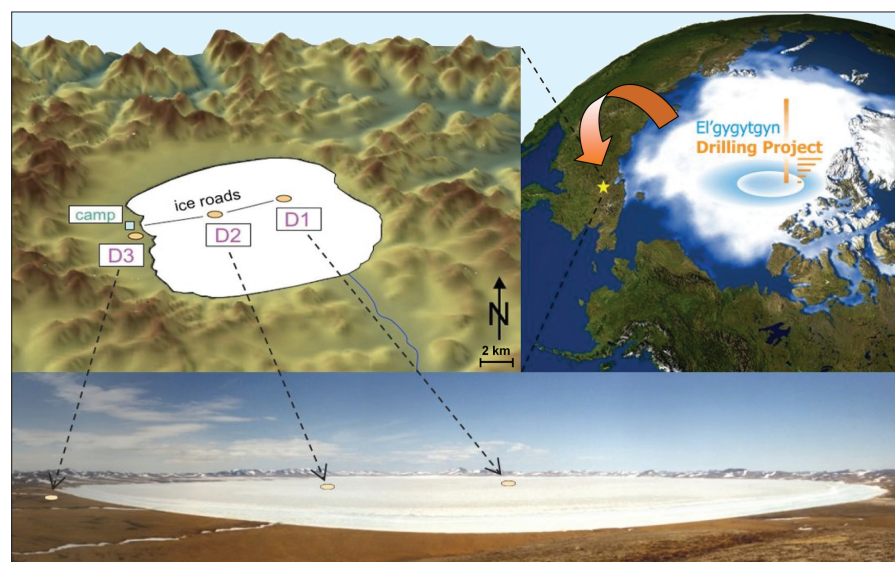 ice roads
camp
D1
D2
D3
N
2 km
El'gygytgyn
Drilling Project